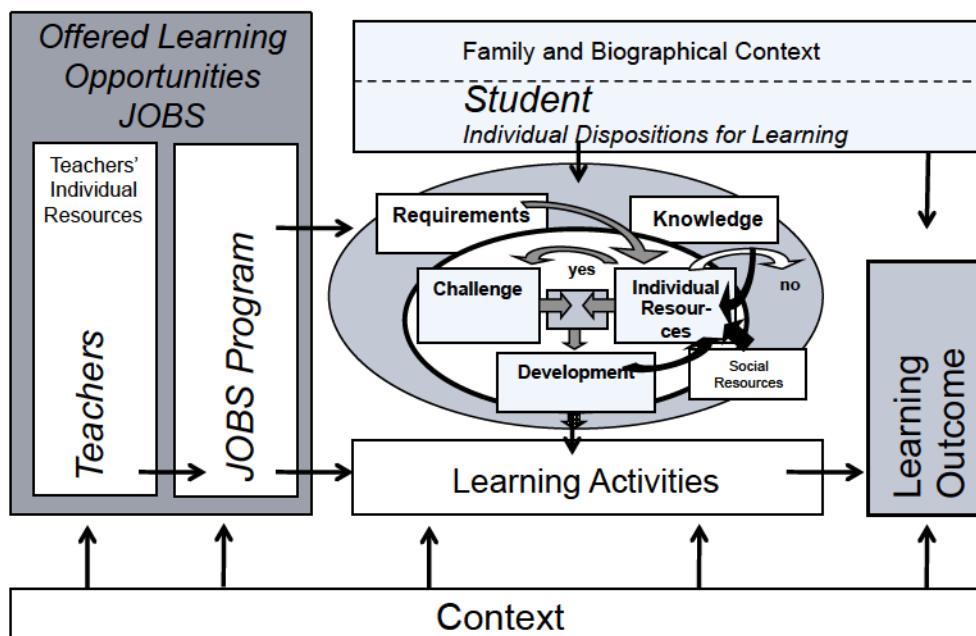 Offered Learning
Opportunities
JOBS
Teachers'
Individual
Resources
Teachers
JOBS Program
Family and Biographical Context
Student
Individual Dispositions for Learning
Requirements
Knowledge
yes
no
Challenge
Individual
Resour-
ces
Development
Social
Resources
Learning Activities
Learning
Outcome
Context